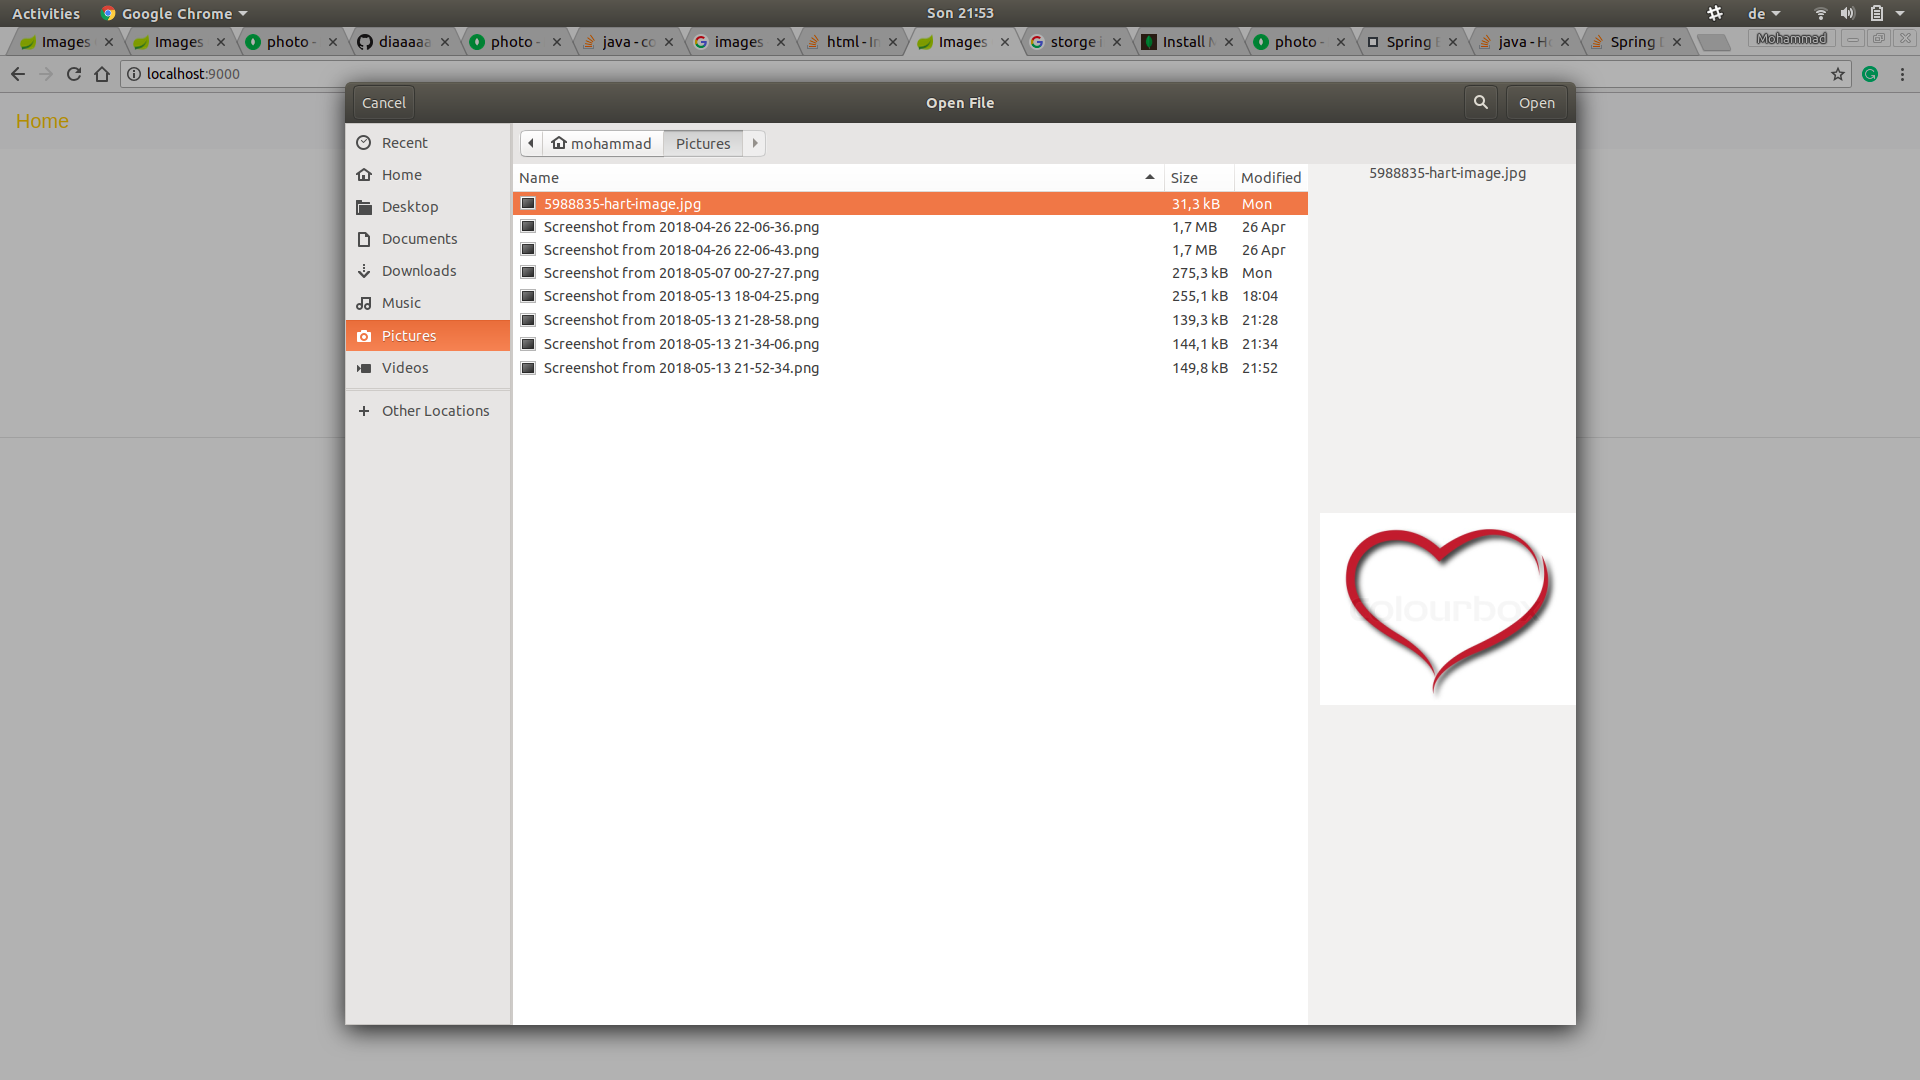 Activities Google Chrome Son 21:53 de
Images Images photo - diaaaaa photo - java - co images html - In Images storge i Install M photo - Spring java - Ho Spring Mohammad
localhost:9000
Home
Cancel Open File Open
Recent
Home
Desktop
Documents
Downloads
Music
Pictures
Videos
Other Locations
mohammad Pictures
Name Size Modified
5988835-hart-image.jpg 31,3 kB Mon
Screenshot from 2018-04-26 22-06-36.png 1,7 MB 26 Apr
Screenshot from 2018-04-26 22-06-43.png 1,7 MB 26 Apr
Screenshot from 2018-05-07 00-27-27.png 275,3 kB Mon
Screenshot from 2018-05-13 18-04-25.png 255,1 kB 18:04
Screenshot from 2018-05-13 21-28-58.png 139,3 kB 21:28
Screenshot from 2018-05-13 21-34-06.png 144,1 kB 21:34
Screenshot from 2018-05-13 21-52-34.png 149,8 kB 21:52
5988835-hart-image.jpg
colourbox